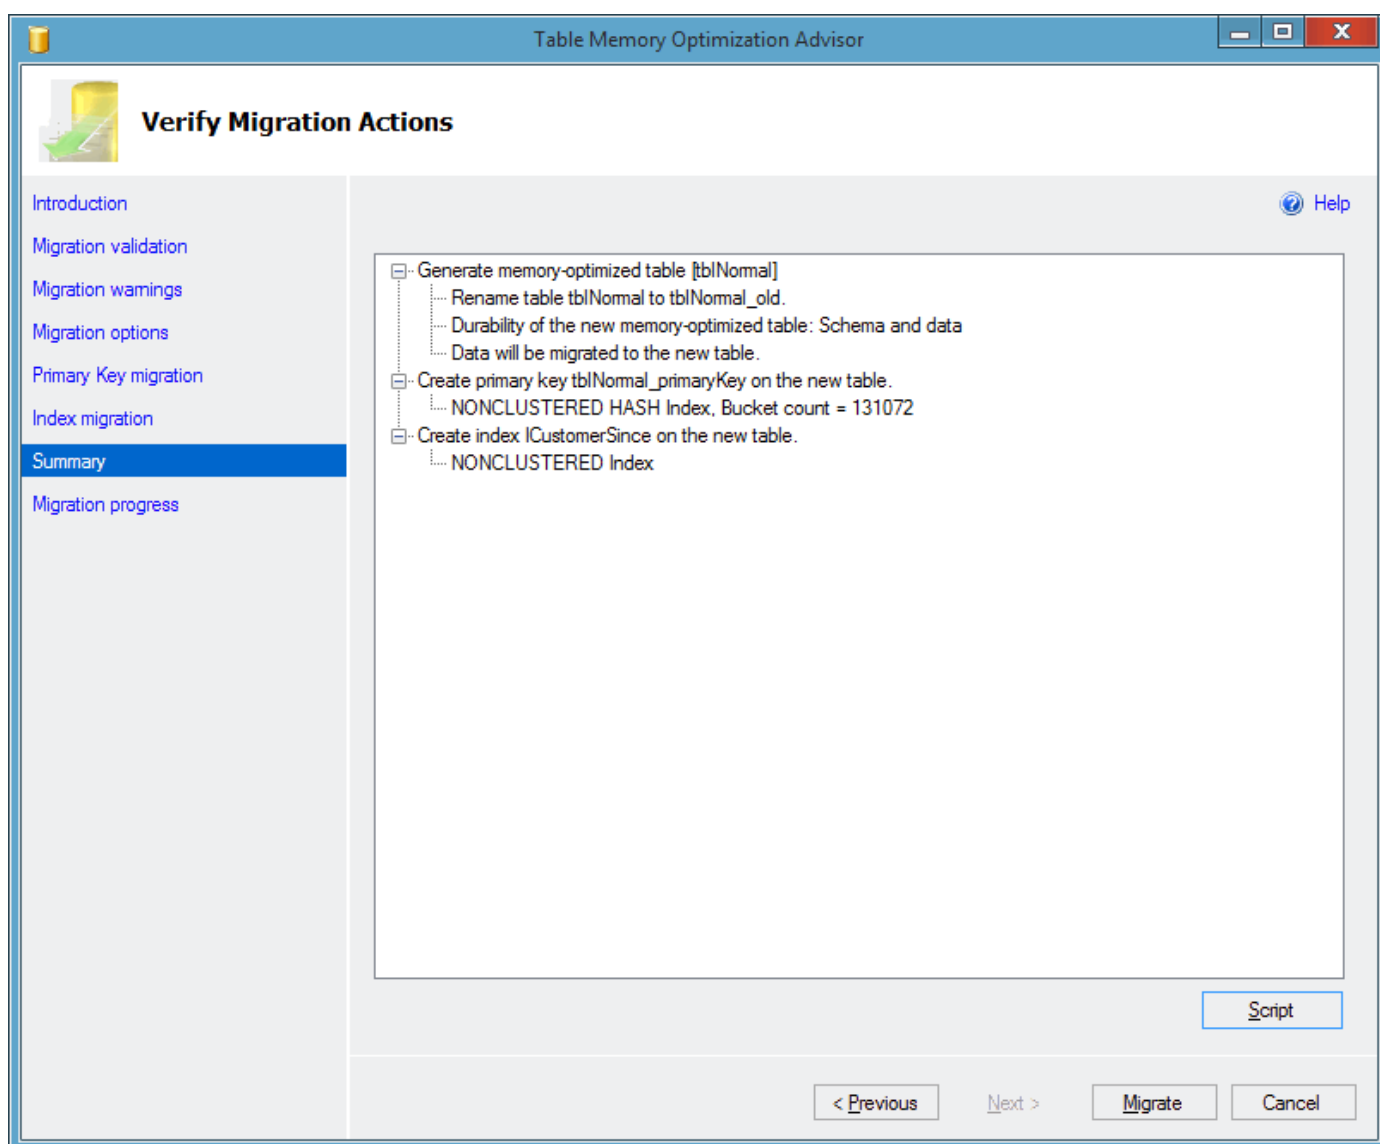 Table Memory Optimization Advisor
Verify Migration Actions
Introduction
Migration validation
Migration warnings
Migration options
Primary Key migration
Index migration
Summary
Migration progress
Help
Generate memory-optimized table [tblNormal]
Rename table tblNormal to tblNormal_old.
Durability of the new memory-optimized table: Schema and data
Data will be migrated to the new table.
Create primary key tblNormal_primaryKey on the new table.
NONCLUSTERED HASH Index, Bucket count = 131072
Create index ICustomerSince on the new table.
NONCLUSTERED Index
Script
< Previous
Next >
Migrate
Cancel